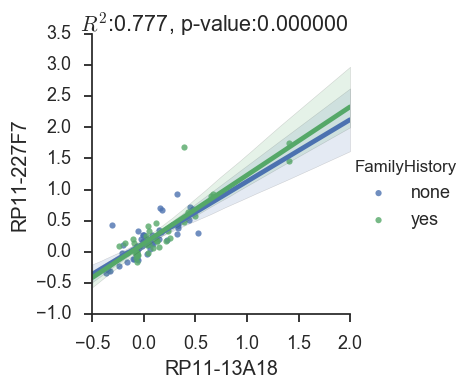 R²:0.777, p-value:0.000000
3.5
3.0
2.5
2.0
1.5
1.0
0.5
0.0
−0.5
−1.0
RP11-227F7
−0.5 0.0 0.5 1.0 1.5 2.0
RP11-13A18
FamilyHistory
none
yes